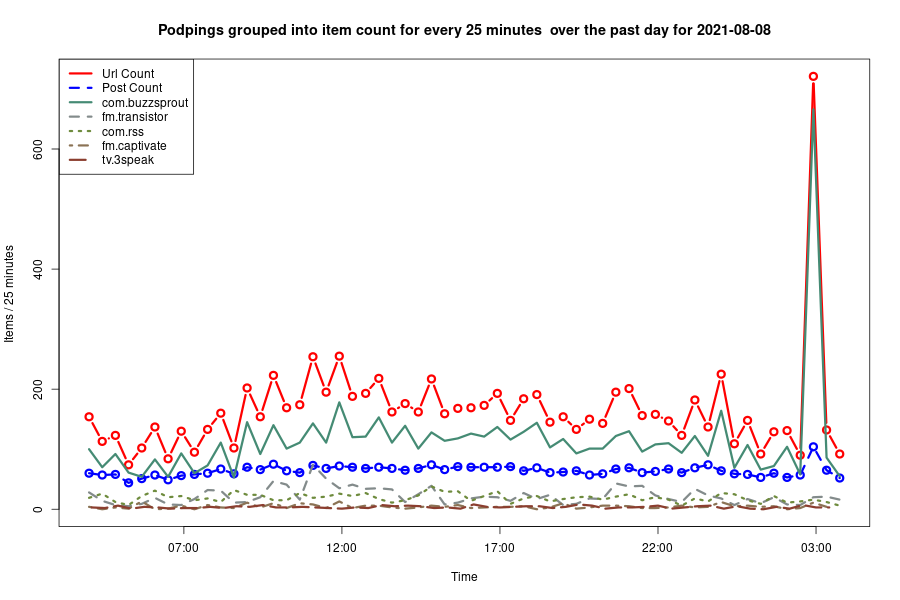 Podpings grouped into item count for every 25 minutes  over the past day for 2021-08-08
Url Count
Post Count
com.buzzsprout
fm.transistor
com.rss
fm.captivate
tv.3speak
Items / 25 minutes
600
400
200
0
07:00
12:00
17:00
22:00
03:00
Time